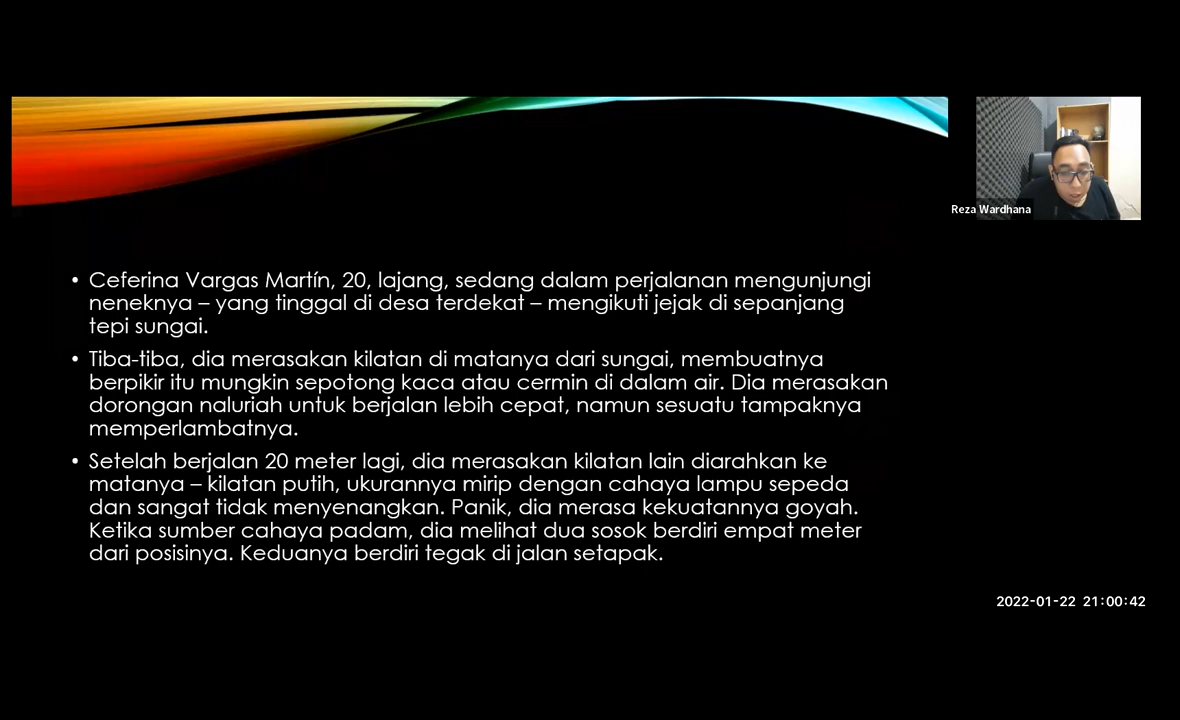 Reza Wardhana
• Ceferina Vargas Martín, 20, lajang, sedang dalam perjalanan mengunjungi
neneknya – yang tinggal di desa terdekat – mengikuti jejak di sepanjang
tepi sungai.
• Tiba-tiba, dia merasakan kilatan di matanya dari sungai, membuatnya
berpikir itu mungkin sepotong kaca atau cermin di dalam air. Dia merasakan
dorongan naluriah untuk berjalan lebih cepat, namun sesuatu tampaknya
memperlambatnya.
• Setelah berjalan 20 meter lagi, dia merasakan kilatan lain diarahkan ke
matanya – kilatan putih, ukurannya mirip dengan cahaya lampu sepeda
dan sangat tidak menyenangkan. Panik, dia merasa kekuatannya goyah.
Ketika sumber cahaya padam, dia melihat dua sosok berdiri empat meter
dari posisinya. Keduanya berdiri tegak di jalan setapak.
2022-01-22 21:00:42